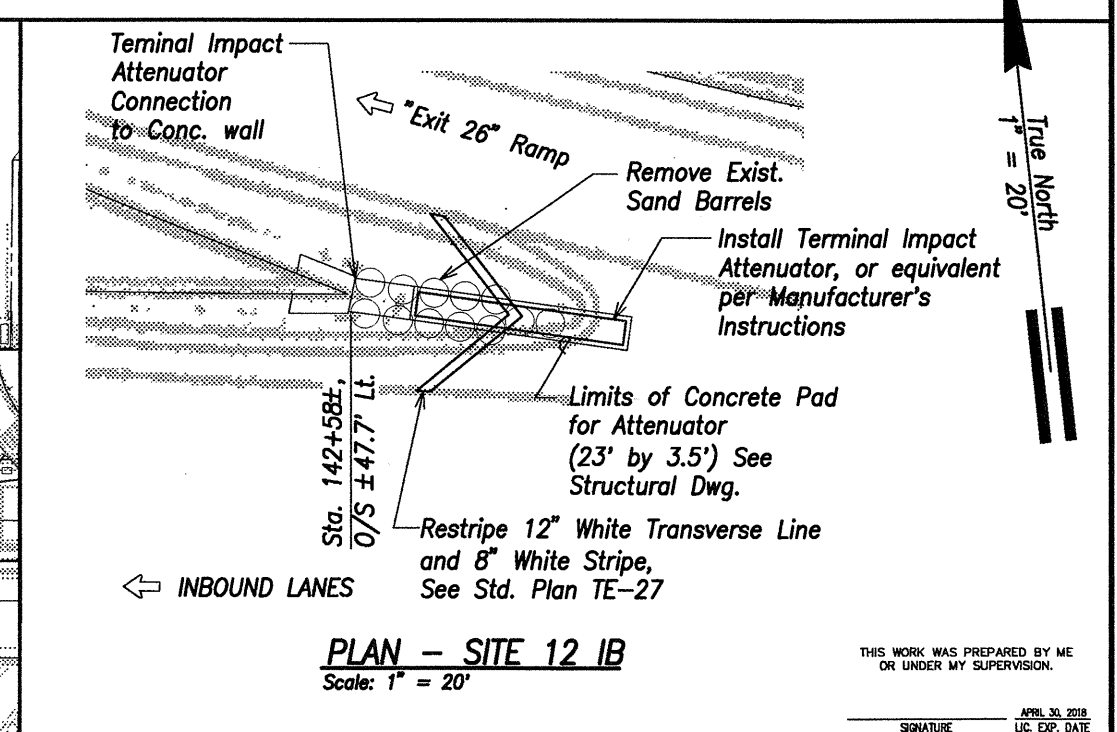 Teminal Impact
Attenuator
Connection
to Conc. wall
"Exit 26" Ramp
Remove Exist.
Sand Barrels
Install Terminal Impact
Attenuator, or equivalent
per Manufacturer's
Instructions
True North
1" = 20'
Limits of Concrete Pad
for Attenuator
(23' by 3.5') See
Structural Dwg.
Sta. 142+58±,
O/S ±47.7' Lt.
Restripe 12" White Transverse Line
and 8" White Stripe,
See Std. Plan TE-27
INBOUND LANES
PLAN - SITE 12 IB
Scale: 1" = 20'
THIS WORK WAS PREPARED BY ME
OR UNDER MY SUPERVISION.
APRIL 30, 2018
SIGNATURE LIC. EXP. DATE